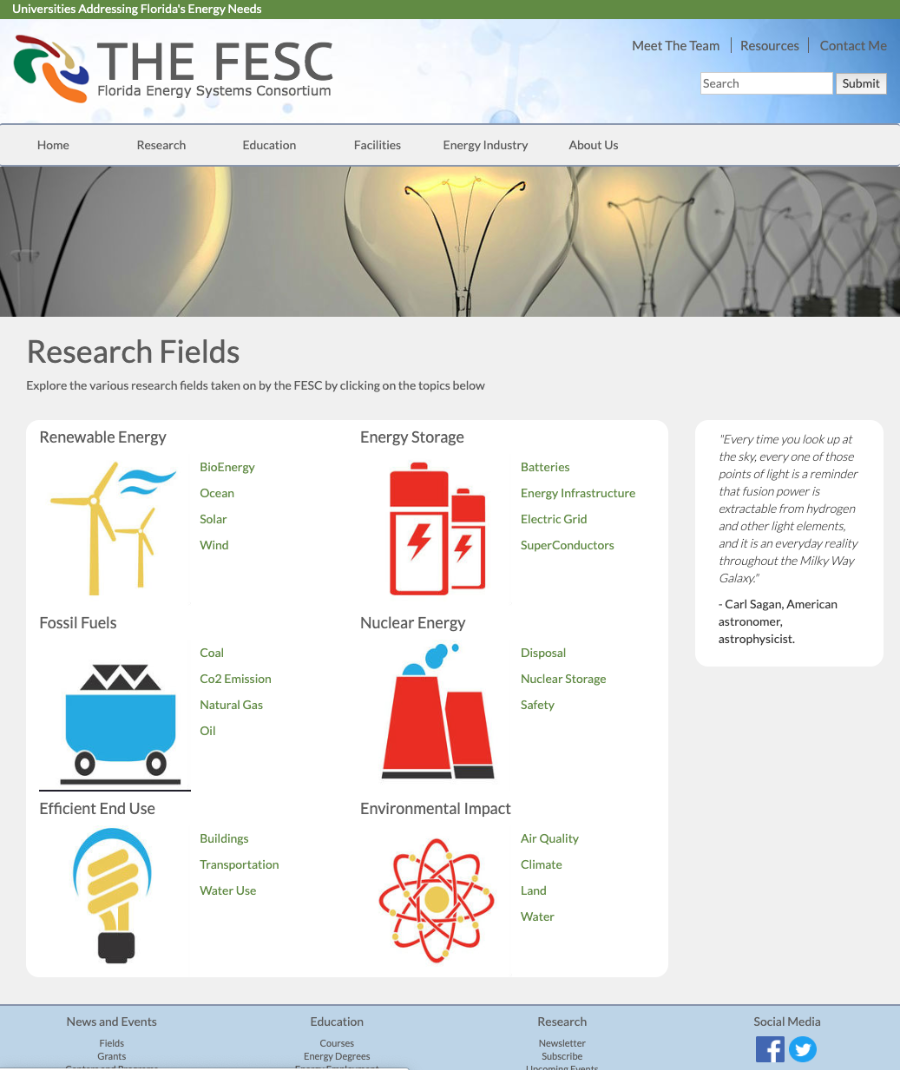 Universities Addressing Florida's Energy Needs
THE FESC
Florida Energy Systems Consortium
Meet The Team | Resources | Contact Me
Search Submit
Home Research Education Facilities Energy Industry About Us
Research Fields
Explore the various research fields taken on by the FESC by clicking on the topics below
Renewable Energy
BioEnergy
Ocean
Solar
Wind
Energy Storage
Batteries
Energy Infrastructure
Electric Grid
SuperConductors
Fossil Fuels
Coal
Co2 Emission
Natural Gas
Oil
Nuclear Energy
Disposal
Nuclear Storage
Safety
Efficient End Use
Buildings
Transportation
Water Use
Environmental Impact
Air Quality
Climate
Land
Water
"Every time you look up at
the sky, every one of those
points of light is a reminder
that fusion power is
extractable from hydrogen
and other light elements,
and it is an everyday reality
throughout the Milky Way
Galaxy."
- Carl Sagan, American
astronomer,
astrophysicist.
News and Events
Fields
Grants
Education
Courses
Energy Degrees
Research
Newsletter
Subscribe
Upcoming Events
Social Media